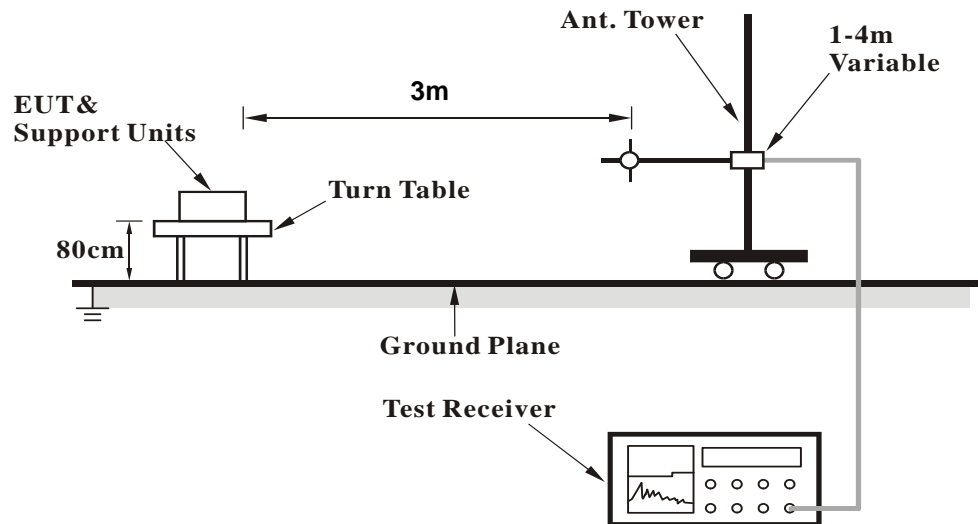 Ant. Tower
1-4m
Variable
3m
EUT&
Support Units
Turn Table
80cm
Ground Plane
Test Receiver